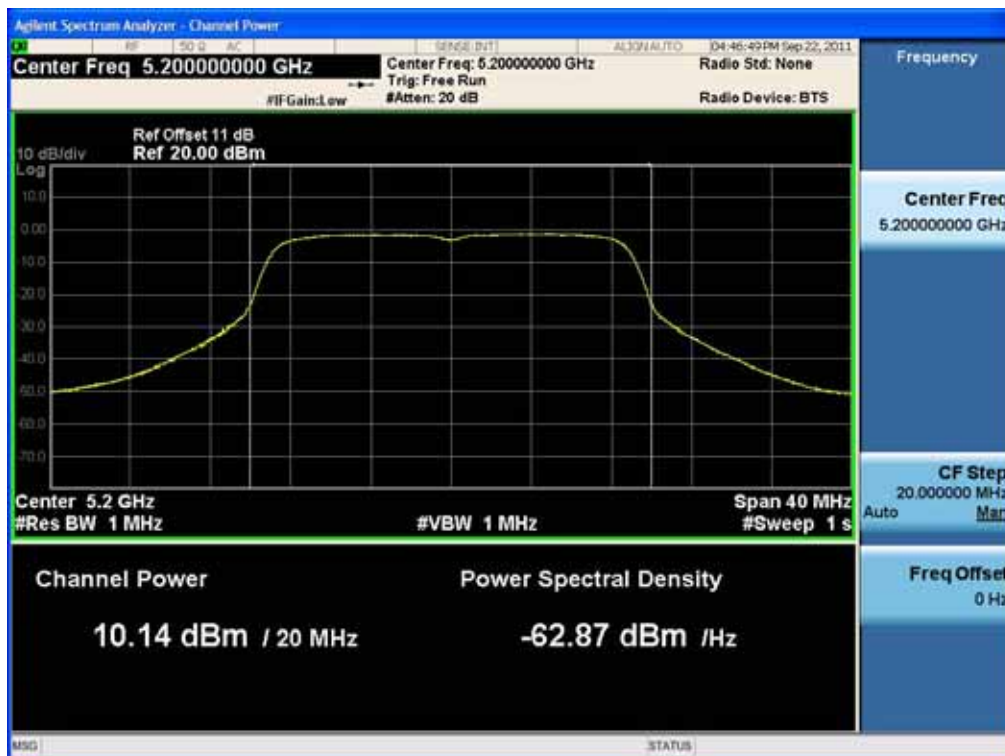 Agilent Spectrum Analyzer - Channel Power
RF 50 Ω AC SENSE:INT ALIGN AUTO 04:46:49 PM Sep 22, 2011
Center Freq 5.200000000 GHz
Center Freq: 5.200000000 GHz
Radio Std: None
Trig: Free Run
#IFGain:Low
#Atten: 20 dB
Radio Device: BTS
Ref Offset 11 dB
10 dB/div
Ref 20.00 dBm
Log
10.0
0.00
-10.0
-20.0
-30.0
-40.0
-50.0
-60.0
-70.0
Center 5.2 GHz
Span 40 MHz
#Res BW 1 MHz
#VBW 1 MHz
#Sweep 1 s
Channel Power
Power Spectral Density
10.14 dBm / 20 MHz
-62.87 dBm /Hz
MSG
STATUS
Frequency
Center Freq
5.200000000 GHz
CF Step
20.000000 MHz
Auto Man
Freq Offset
0 Hz